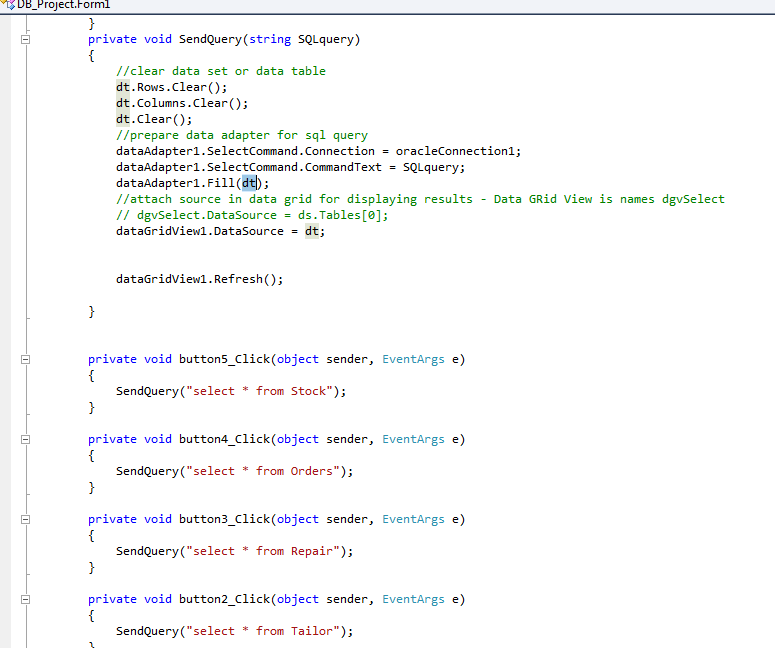 DB_Project.Form1
}
private void SendQuery(string SQLquery)
{
//clear data set or data table
dt.Rows.Clear();
dt.Columns.Clear();
dt.Clear();
//prepare data adapter for sql query
dataAdapter1.SelectCommand.Connection = oracleConnection1;
dataAdapter1.SelectCommand.CommandText = SQLquery;
dataAdapter1.Fill(dt);
//attach source in data grid for displaying results - Data GRid View is names dgvSelect
// dgvSelect.DataSource = ds.Tables[0];
dataGridView1.DataSource = dt;
dataGridView1.Refresh();
}
private void button5_Click(object sender, EventArgs e)
{
SendQuery("select * from Stock");
}
private void button4_Click(object sender, EventArgs e)
{
SendQuery("select * from Orders");
}
private void button3_Click(object sender, EventArgs e)
{
SendQuery("select * from Repair");
}
private void button2_Click(object sender, EventArgs e)
{
SendQuery("select * from Tailor");
}